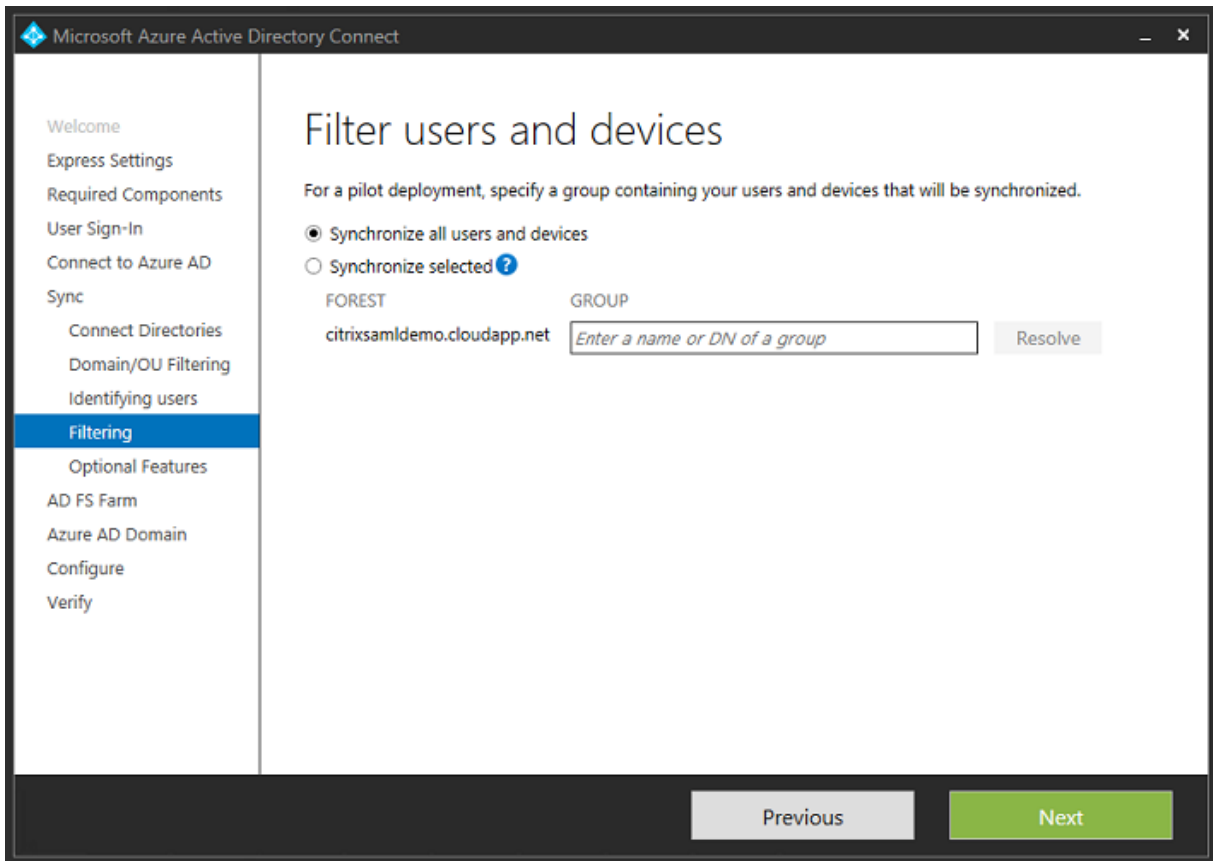 Microsoft Azure Active Directory Connect
Welcome
Express Settings
Required Components
User Sign-In
Connect to Azure AD
Sync
Connect Directories
Domain/OU Filtering
Identifying users
Filtering
Optional Features
AD FS Farm
Azure AD Domain
Configure
Verify
Filter users and devices
For a pilot deployment, specify a group containing your users and devices that will be synchronized.
Synchronize all users and devices
Synchronize selected ?
FOREST GROUP
citrixsamldemo.cloudapp.net Enter a name or DN of a group Resolve
Previous Next